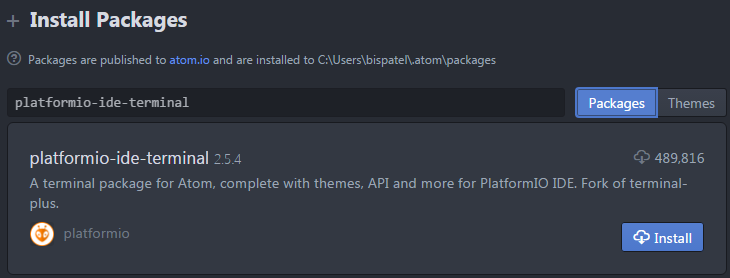 Install Packages
Packages are published to atom.io and are installed to C:\Users\bispatel\.atom\packages
platformio-ide-terminal
Packages Themes
platformio-ide-terminal 2.5.4 489,816
A terminal package for Atom, complete with themes, API and more for PlatformIO IDE. Fork of terminal-
plus.
platformio
Install